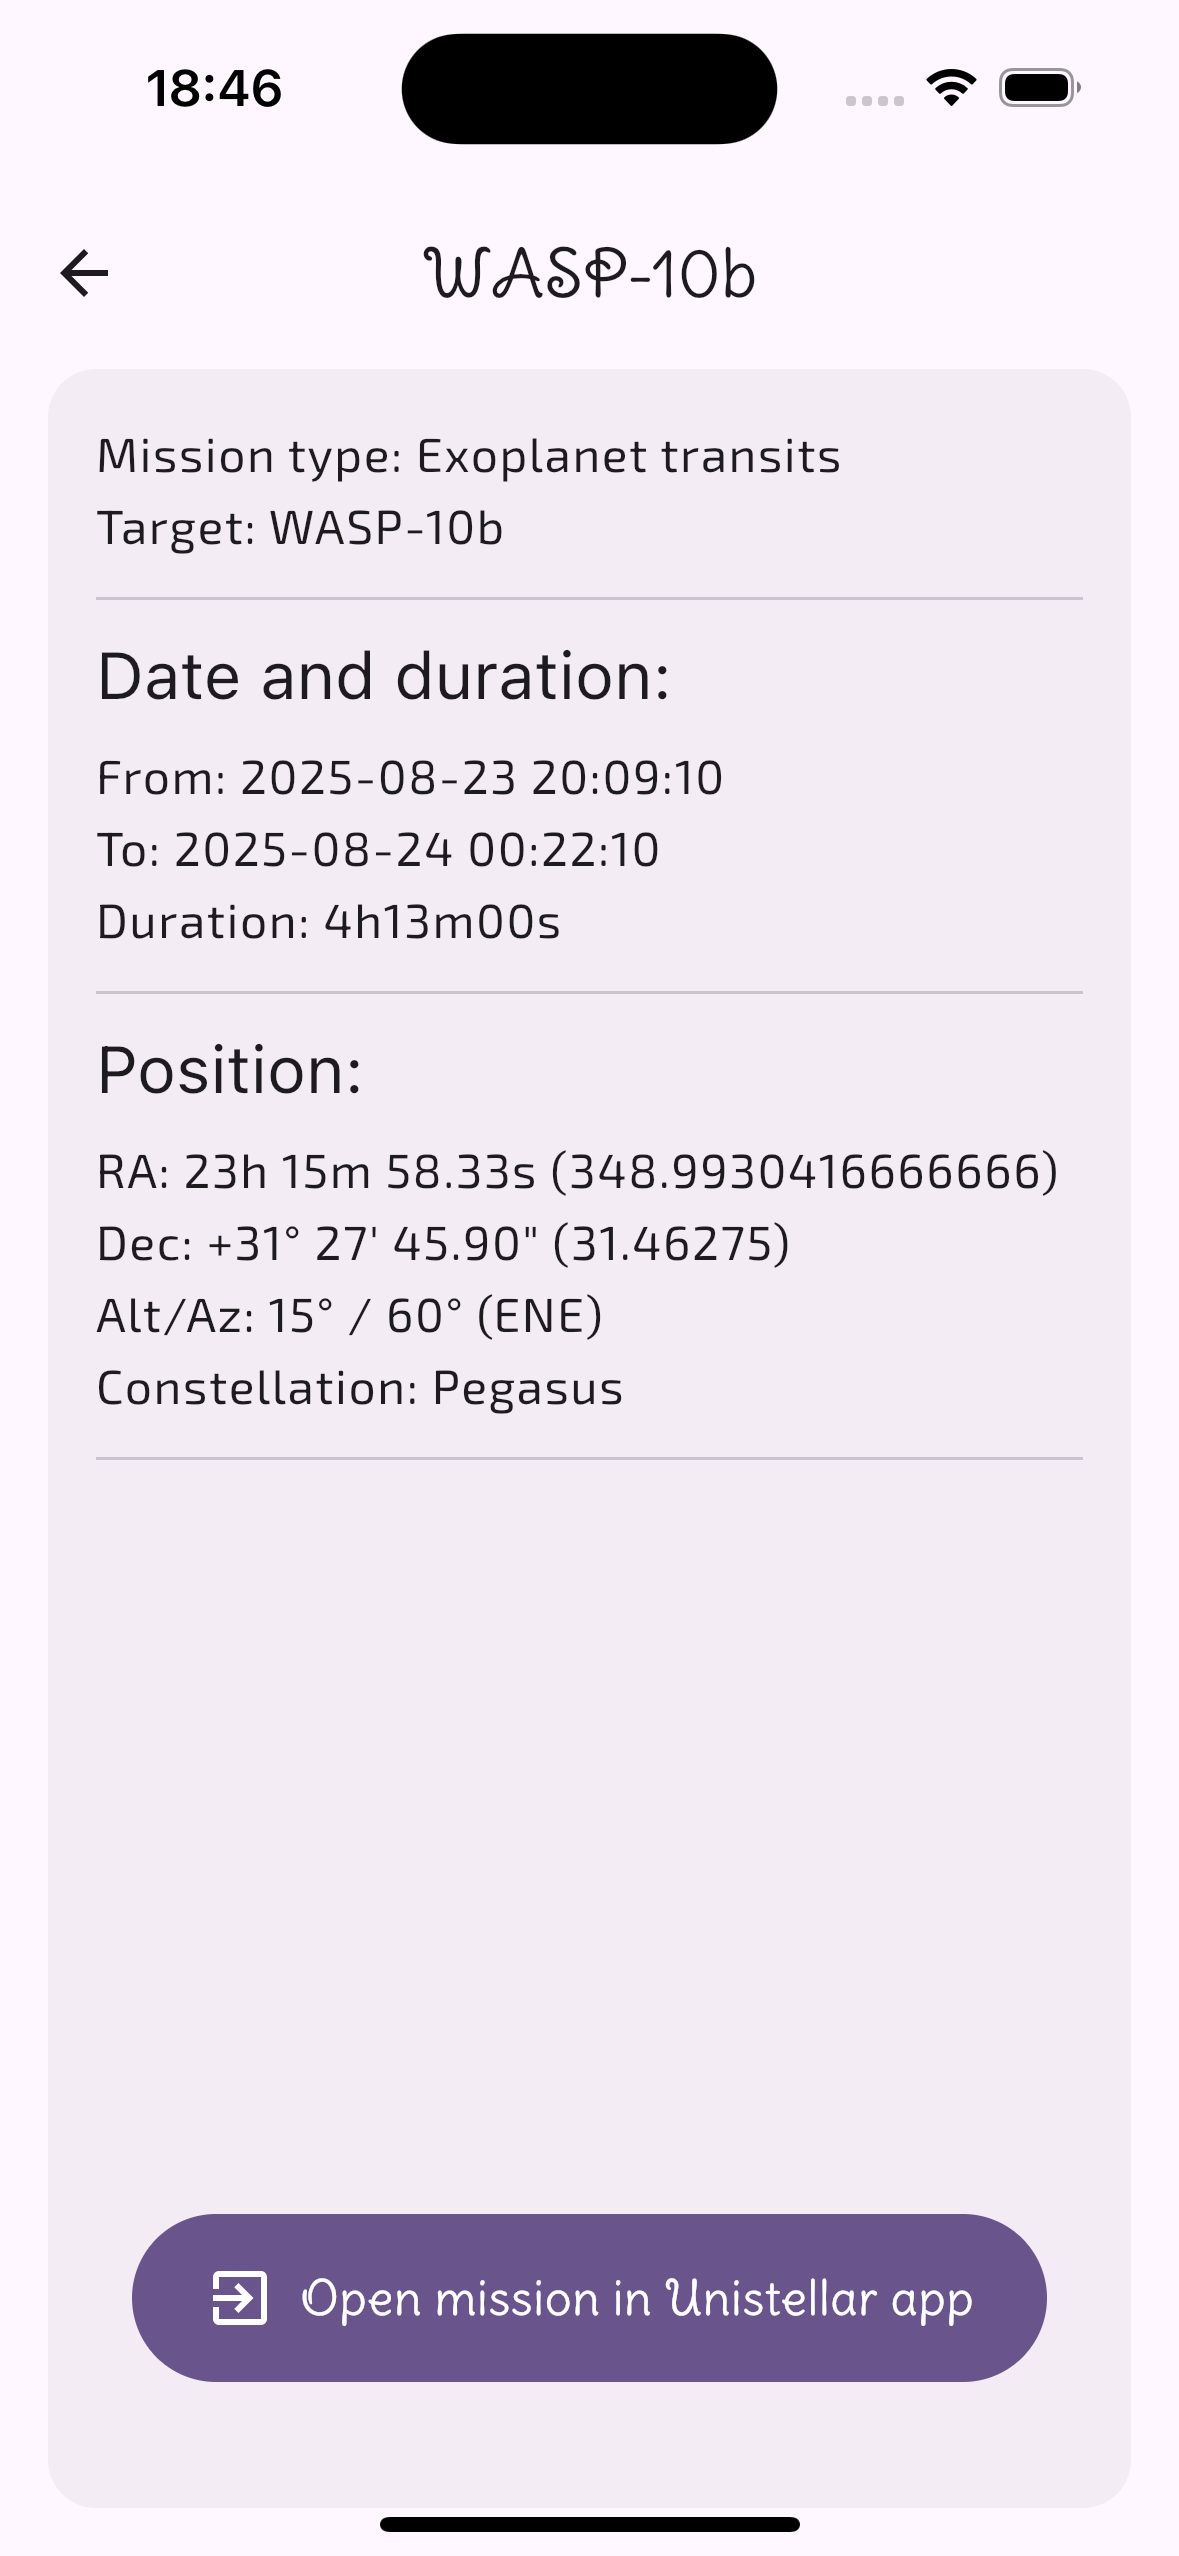 18:46
WASP-10b
Mission type: Exoplanet transits
Target: WASP-10b
Date and duration:
From: 2025-08-23 20:09:10
To: 2025-08-24 00:22:10
Duration: 4h13m00s
Position:
RA: 23h 15m 58.33s (348.9930416666666)
Dec: +31° 27' 45.90" (31.46275)
Alt/Az: 15° / 60° (ENE)
Constellation: Pegasus
Open mission in Unistellar app